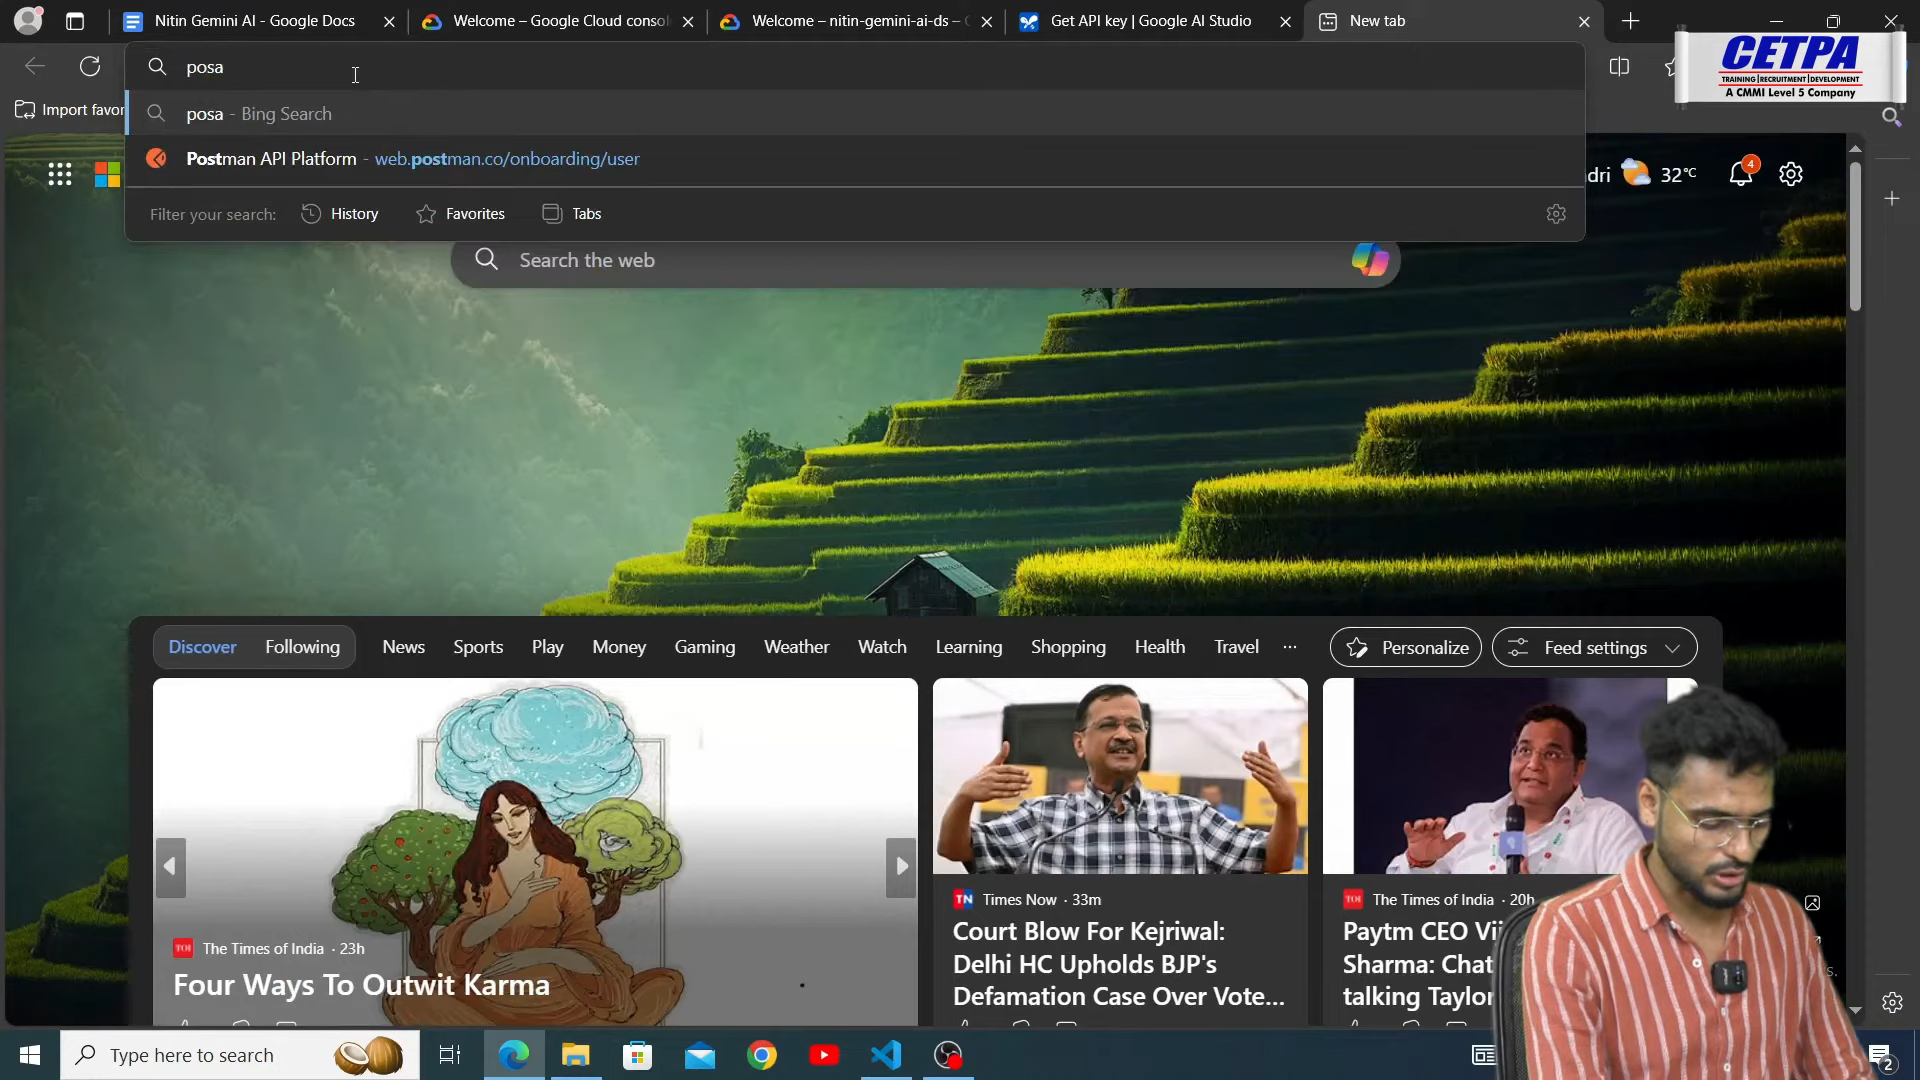 Nitin Gemini AI - Google Docs
Welcome – Google Cloud consol
Welcome – nitin-gemini-ai-ds –
Get API key | Google AI Studio
New tab
posa
CETPA
TRAINING|RECRUITMENT|DEVELOPMENT
A CMMI Level 5 Company
Import favor
posa - Bing Search
Postman API Platform - web.postman.co/onboarding/user
dri
32°C
4
Filter your search:
History
Favorites
Tabs
Search the web
Discover
Following
News
Sports
Play
Money
Gaming
Weather
Watch
Learning
Shopping
Health
Travel
...
Personalize
Feed settings
TOI The Times of India · 23h
Four Ways To Outwit Karma
TN Times Now · 33m
Court Blow For Kejriwal:
Delhi HC Upholds BJP's
Defamation Case Over Vote...
TOI The Times of India · 20h
Paytm CEO Vij
Sharma: Chat
talking Taylor
s.
Type here to search
2